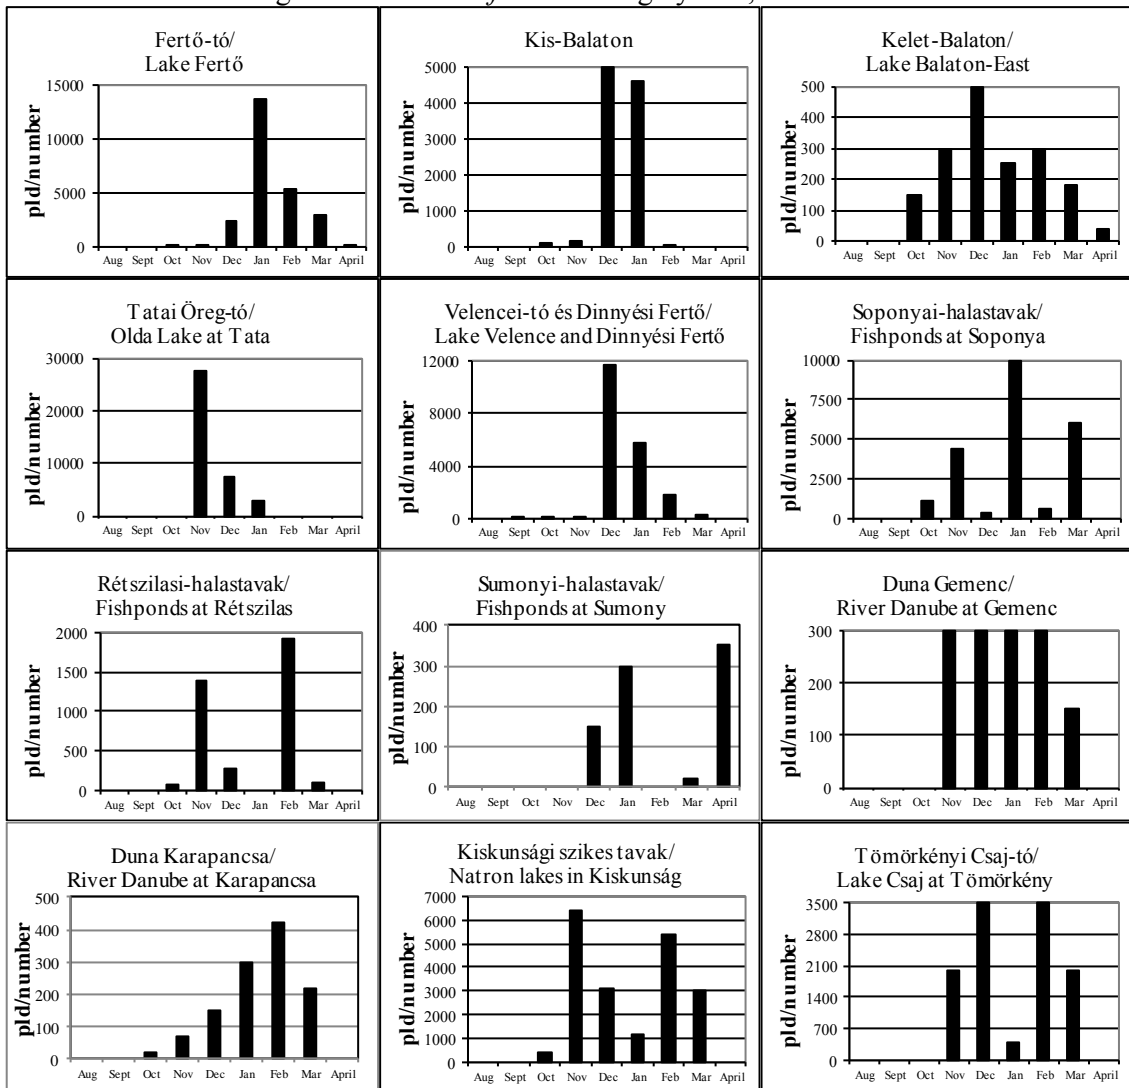 Fertő-tó/
Lake Fertő
pld/number
15000
10000
5000
0
Aug Sept Oct Nov Dec Jan Feb Mar April
Kis-Balaton
pld/number
5000
4000
3000
2000
1000
0
Aug Sept Oct Nov Dec Jan Feb Mar April
Kelet-Balaton/
Lake Balaton-East
pld/number
500
400
300
200
100
0
Aug Sept Oct Nov Dec Jan Feb Mar April
Tatai Öreg-tó/
Olda Lake at Tata
pld/number
30000
20000
10000
0
Aug Sept Oct Nov Dec Jan Feb Mar April
Velencei-tó és Dinnyési Fertő/
Lake Velence and Dinnyési Fertő
pld/number
12000
8000
4000
0
Aug Sept Oct Nov Dec Jan Feb Mar April
Soponyai-halastavak/
Fishponds at Soponya
pld/number
10000
7500
5000
2500
0
Aug Sept Oct Nov Dec Jan Feb Mar April
Rétszilasi-halastavak/
Fishponds at Rétszilas
pld/number
2000
1500
1000
500
0
Aug Sept Oct Nov Dec Jan Feb Mar April
Sumonyi-halastavak/
Fishponds at Sumony
pld/number
400
300
200
100
0
Aug Sept Oct Nov Dec Jan Feb Mar April
Duna Gemenc/
River Danube at Gemenc
pld/number
300
200
100
0
Aug Sept Oct Nov Dec Jan Feb Mar April
Duna Karapancsa/
River Danube at Karapancsa
pld/number
500
400
300
200
100
0
Aug Sept Oct Nov Dec Jan Feb Mar April
Kiskunsági szikes tavak/
Natron lakes in Kiskunság
pld/number
7000
6000
5000
4000
3000
2000
1000
0
Aug Sept Oct Nov Dec Jan Feb Mar April
Tömörkényi Csaj-tó/
Lake Csaj at Tömörkény
pld/number
3500
2800
2100
1400
700
0
Aug Sept Oct Nov Dec Jan Feb Mar April